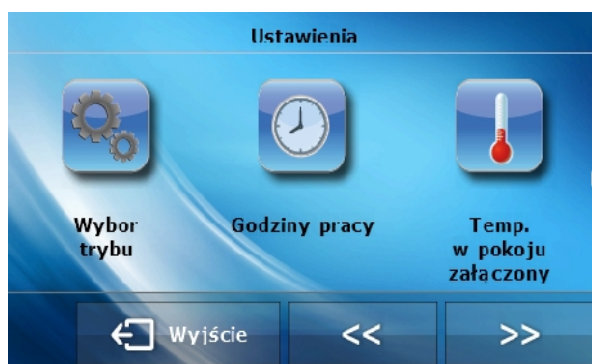 Ustawienia
Wybor
trybu
Godziny pracy
Temp.
w pokoju
załączony
Wyjście
<<
>>